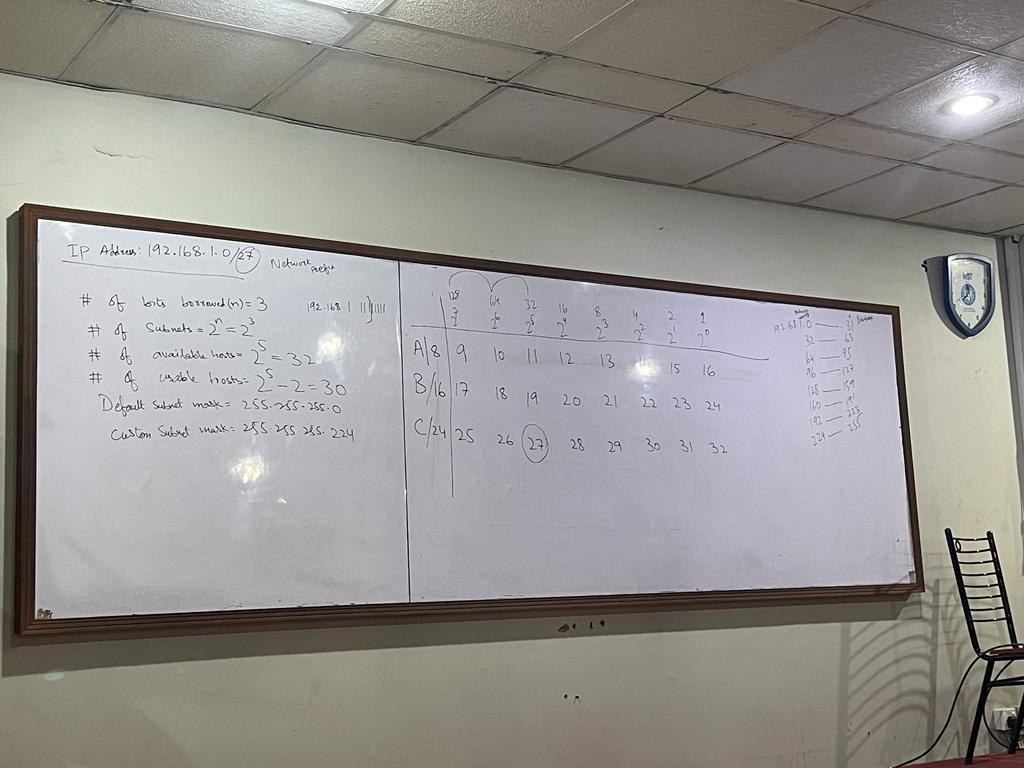 IP Address: 192.168.1.0/27
Network
Prefix
# of bits borrowed(n) = 3
192.168.1
# of Subnets = 2^n = 2^3
# of available hosts = 2^5 = 32
# of usable hosts = 2^5 - 2 = 30
Default Subnet mask = 255.255.255.0
Custom Subnet mask = 255.255.255.224
128 64 32 16 8 4 2 1
2^7 2^6 2^5 2^4 2^3 2^2 2^1 2^0
A/8 9 10 11 12 13 14 15 16
B/16 17 18 19 20 21 22 23 24
C/24 25 26 27 28 29 30 31 32
192.168.1.0 — 31
32 — 63
64 — 95
96 — 127
128 — 159
160 — 191
192 — 223
224 — 255